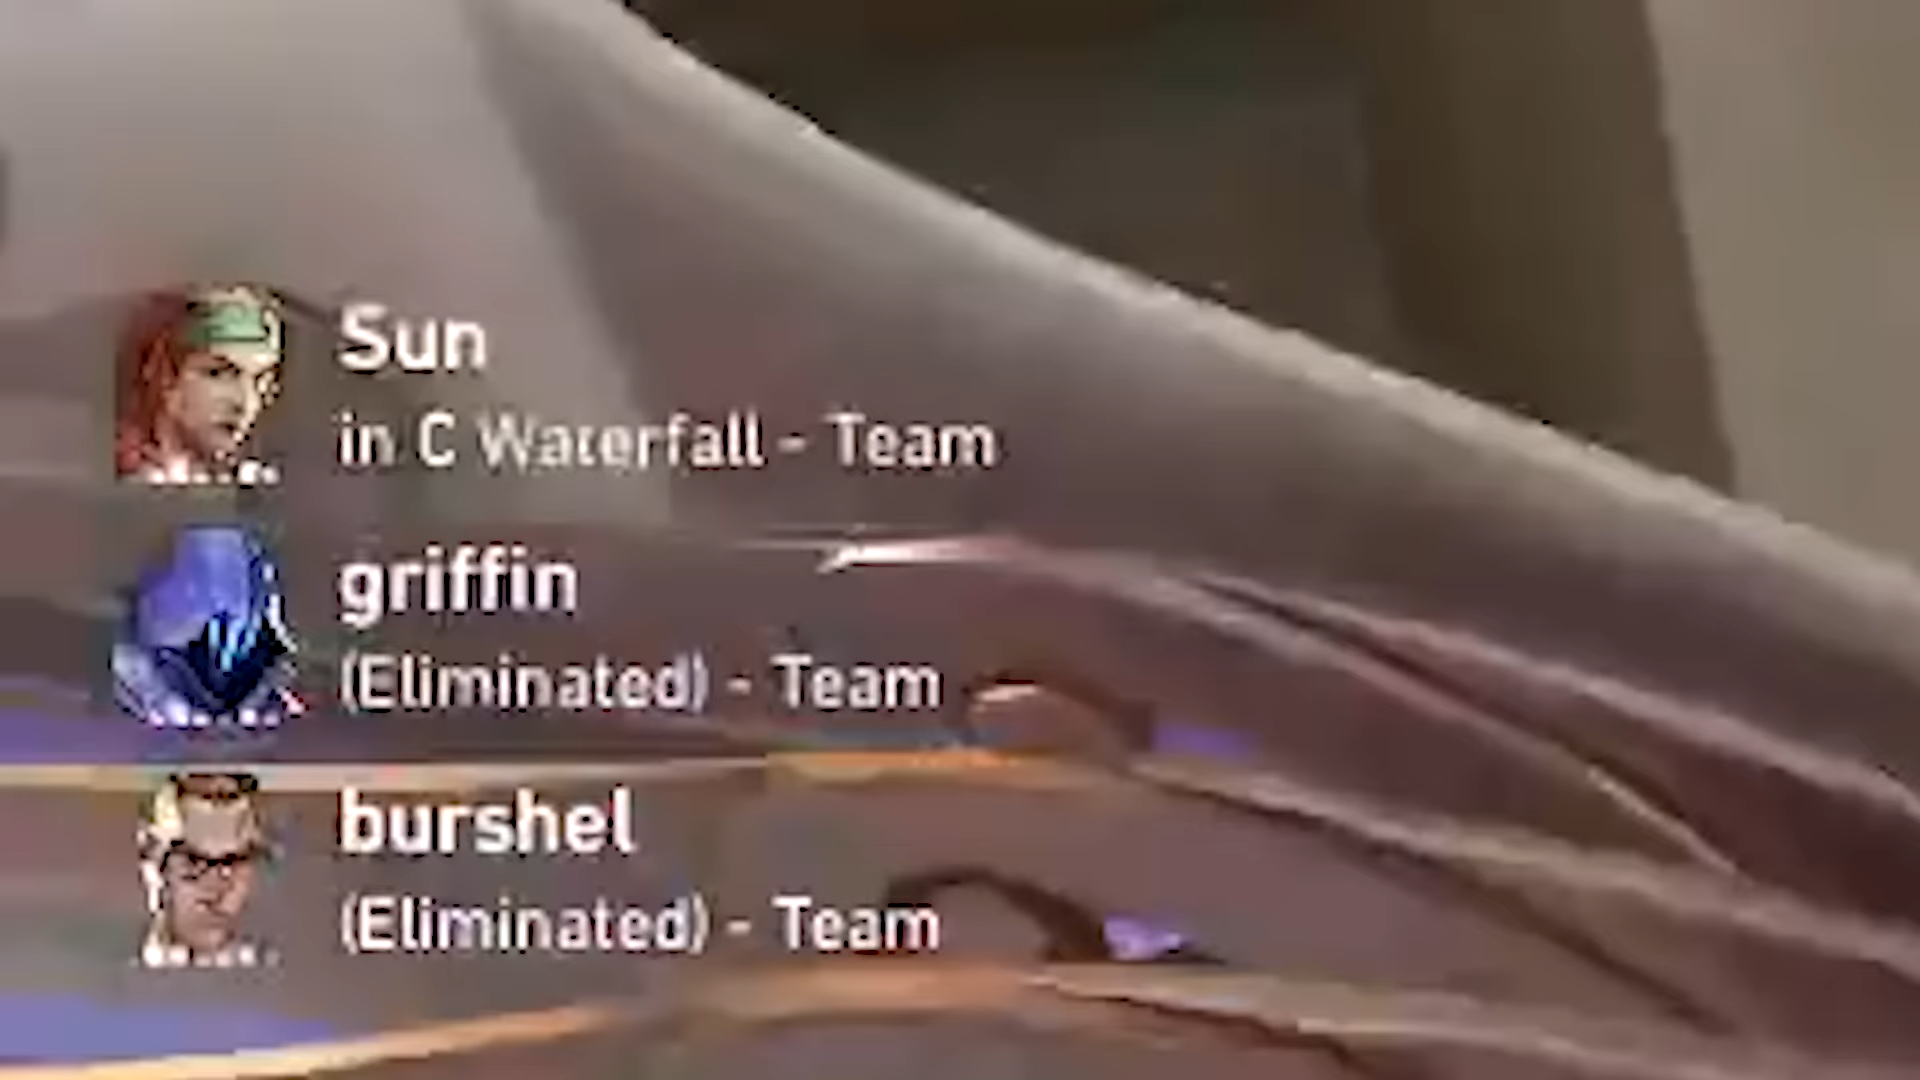 Sun
in C Waterfall - Team
griffin
(Eliminated) - Team
burshel
(Eliminated) - Team